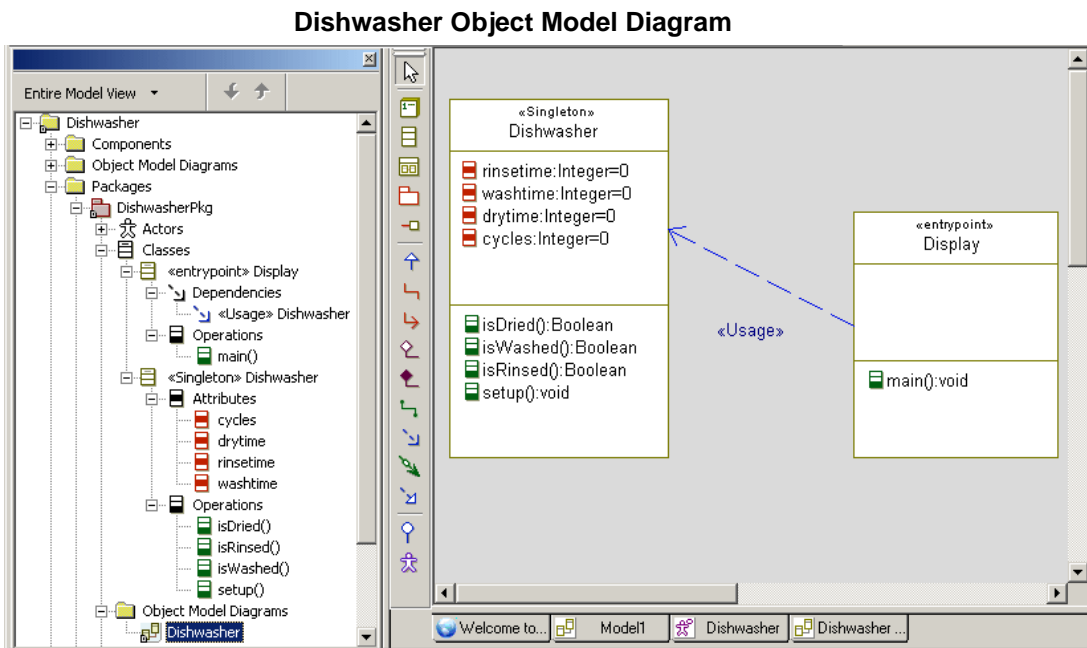 Dishwasher Object Model Diagram
Entire Model View
Dishwasher
Components
Object Model Diagrams
Packages
DishwasherPkg
Actors
Classes
«entrypoint» Display
Dependencies
«Usage» Dishwasher
Operations
main()
«Singleton» Dishwasher
Attributes
cycles
drytime
rinsetime
washtime
Operations
isDried()
isRinsed()
isWashed()
setup()
Object Model Diagrams
Dishwasher
«Singleton»
Dishwasher
rinsetime:Integer=0
washtime:Integer=0
drytime:Integer=0
cycles:Integer=0
isDried():Boolean
isWashed():Boolean
isRinsed():Boolean
setup():void
«Usage»
«entrypoint»
Display
main():void
Welcome to...
Model1
Dishwasher
Dishwasher ...